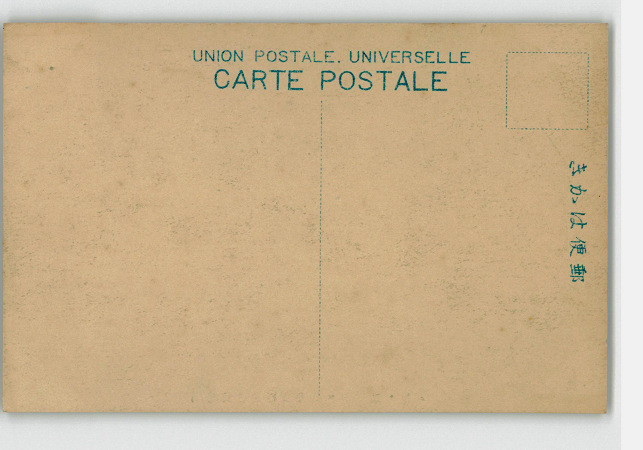 UNION POSTALE. UNIVERSELLE
CARTE POSTALE
郵便はかき